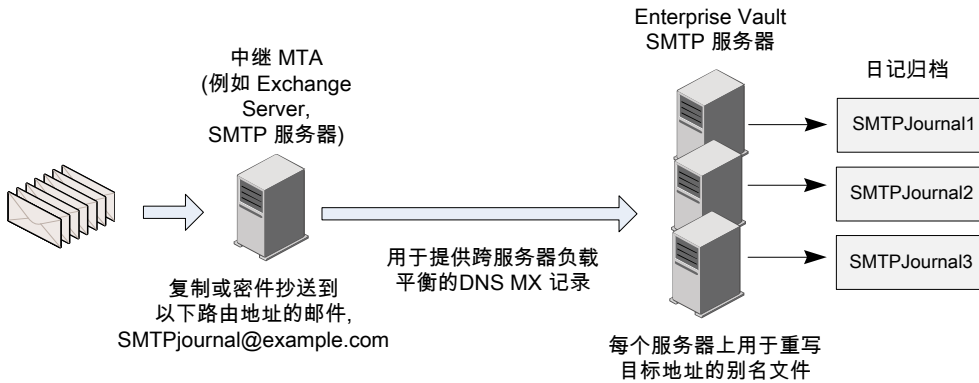 中继 MTA
(例如 Exchange
Server,
SMTP 服务器)
复制或密件抄送到
以下路由地址的邮件,
SMTPjournal@example.com
用于提供跨服务器负载
平衡的DNS MX 记录
Enterprise Vault
SMTP 服务器
每个服务器上用于重写
目标地址的别名文件
日记归档
SMTPJournal1
SMTPJournal2
SMTPJournal3